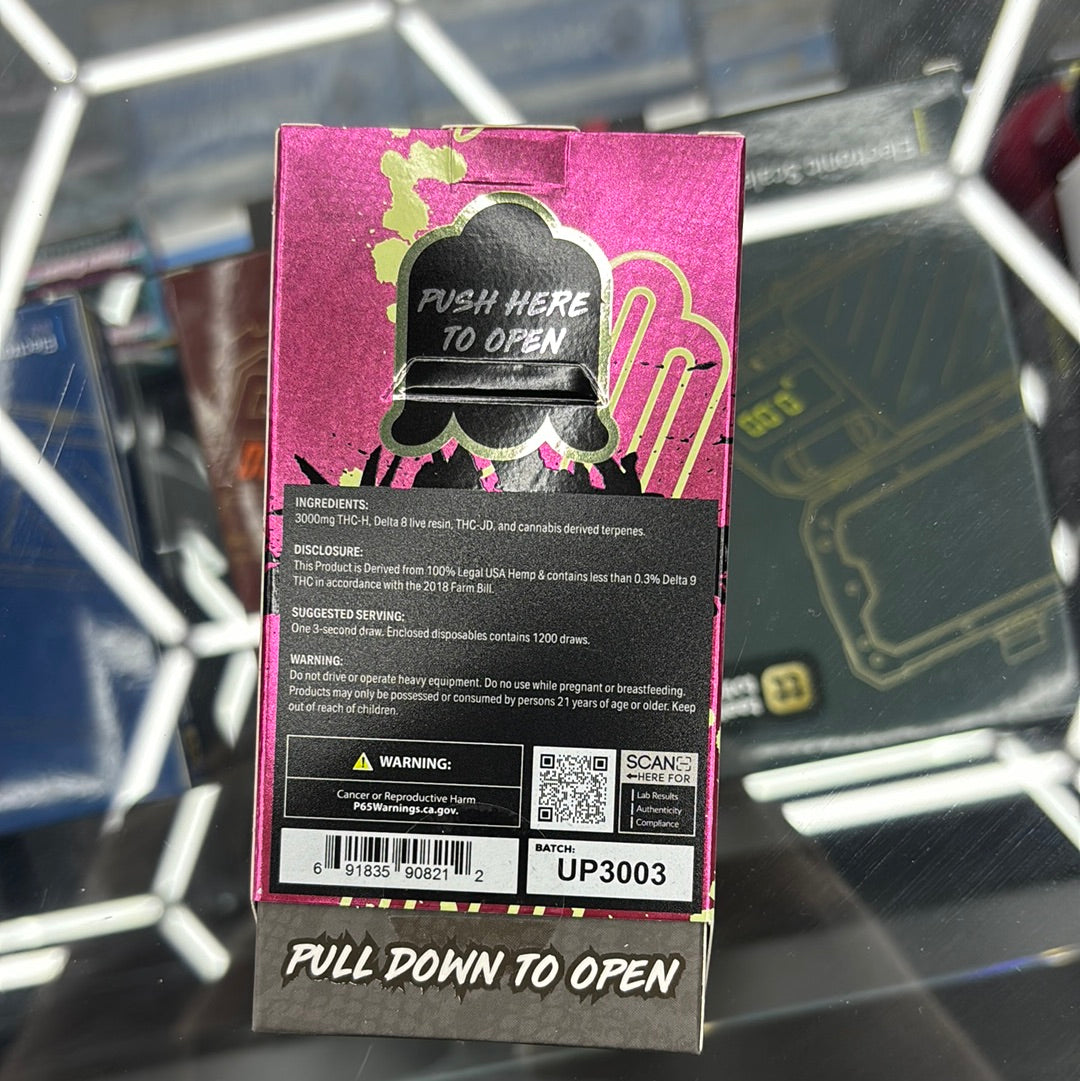 Electronic Scale
PUSH HERE
TO OPEN
INGREDIENTS:
3000mg THC-H, Delta 8 live resin, THC-JD, and cannabis derived terpenes.
DISCLOSURE:
This Product is Derived from 100% Legal USA Hemp & contains less than 0.3% Delta 9
THC in accordance with the 2018 Farm Bill.
SUGGESTED SERVING:
One 3-second draw. Enclosed disposables contains 1200 draws.
WARNING:
Do not drive or operate heavy equipment. Do no use while pregnant or breastfeeding.
Products may only be possessed or consumed by persons 21 years of age or older. Keep
out of reach of children.
WARNING:
Cancer or Reproductive Harm
P65Warnings.ca.gov.
SCAN
HERE FOR
Lab Results
Authenticity
Compliance
6 91835 90821 2
BATCH:
UP3003
PULL DOWN TO OPEN